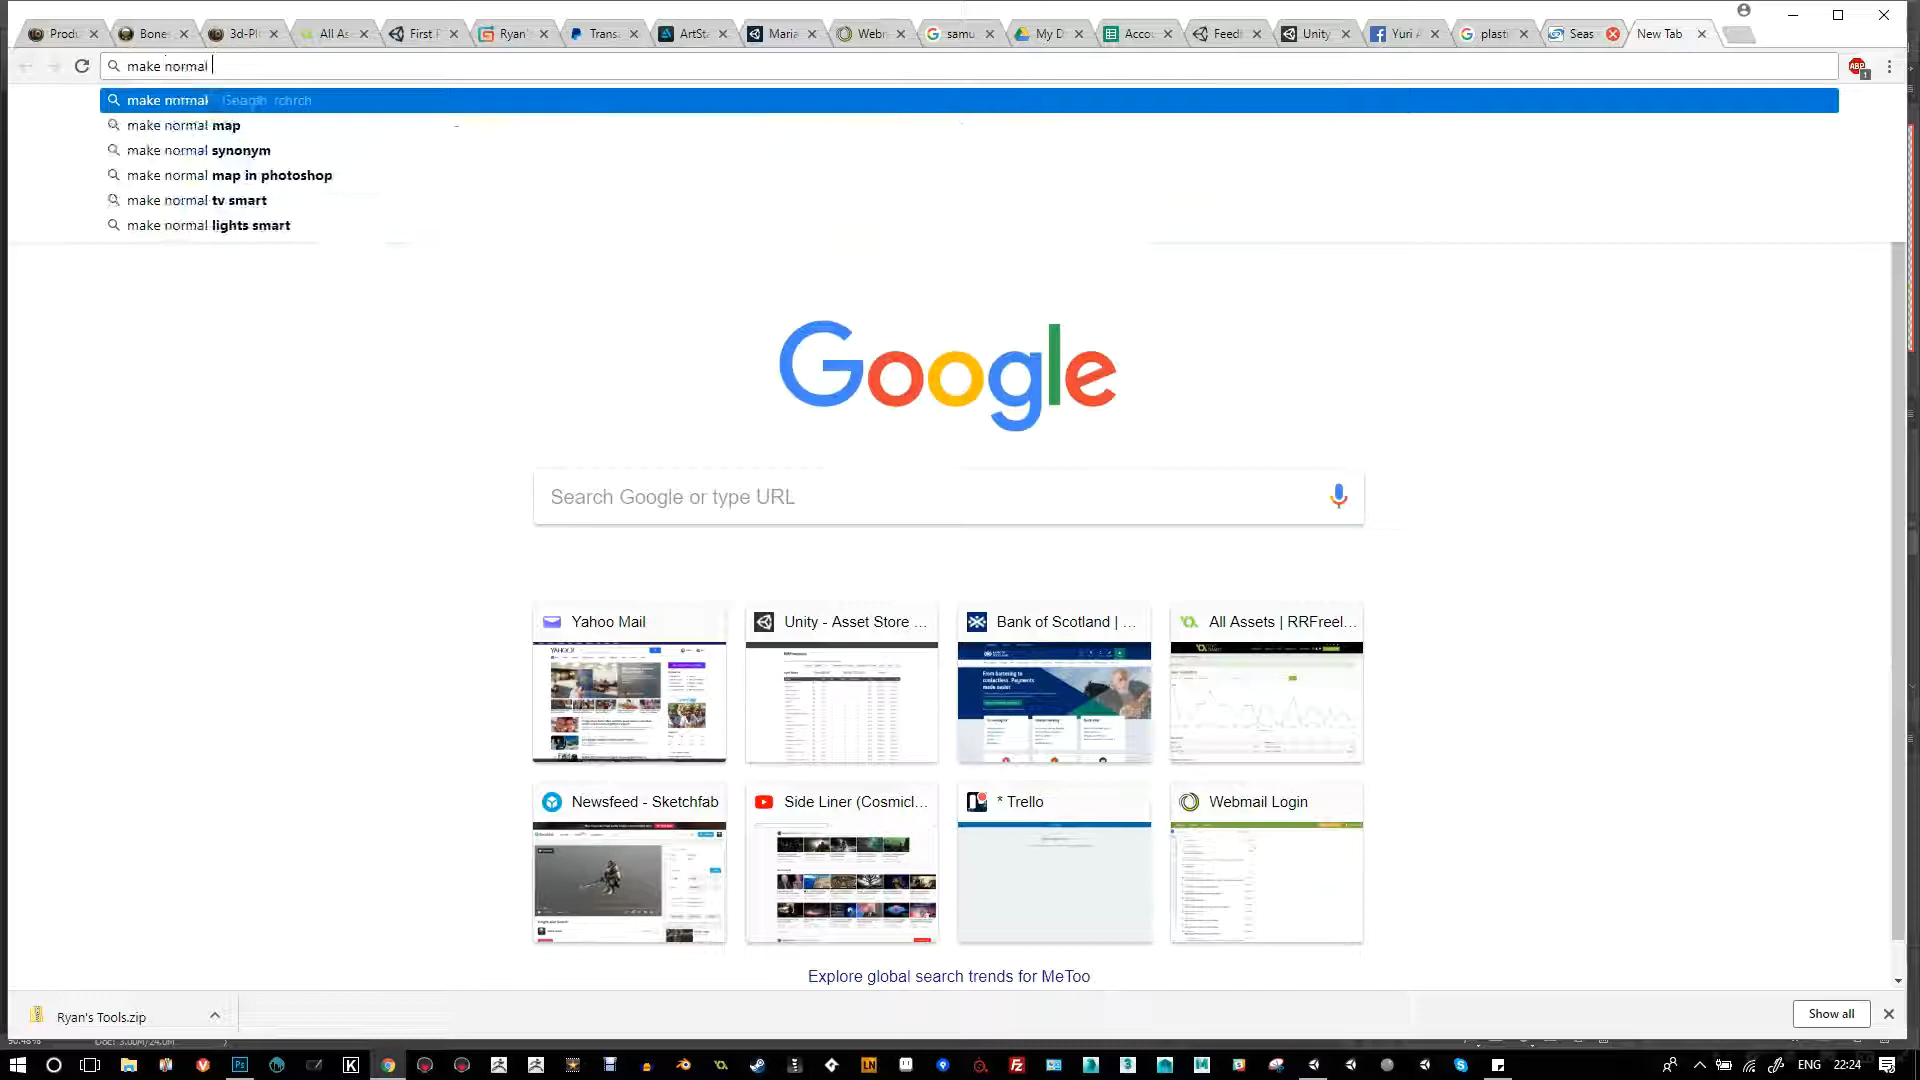 Produ
Bone
3d-Pl
All As
First F
Ryan'
Trans
ArtSt
Maria
Webm
samu
My D
Accou
Feedl
Unity
Yuri A
plasti
Seas
New Tab
make normal
ABP
1
make normal
make normal map
make normal synonym
make normal map in photoshop
make normal tv smart
make normal lights smart
Google
Search Google or type URL
Yahoo Mail
Unity - Asset Store ...
Bank of Scotland | ...
All Assets | RRFreel...
Newsfeed - Sketchfab
Side Liner (Cosmicl...
* Trello
Webmail Login
Explore global search trends for MeToo
Ryan's Tools.zip
Show all
ENG
22:24